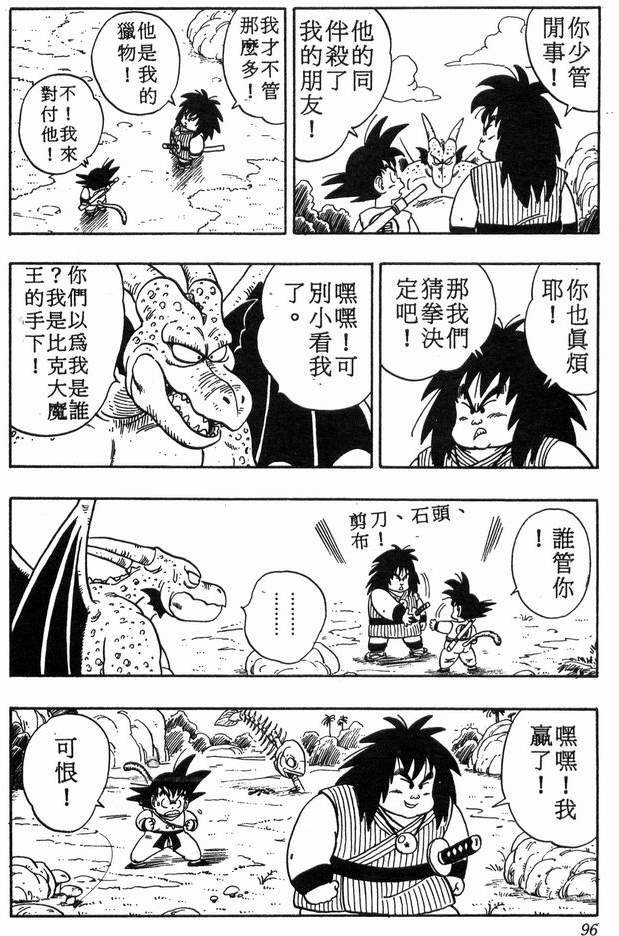 你少管
閒事！
他的同
伴殺了
我的朋
友！
我才不管
那麼多！
他是我的
獵物！
不！我來
對付他！
你也眞煩
耶！
那我們
猜拳決
定吧！
嘿嘿！可
別小看我
了。
你們以爲我是誰
？我是比克大魔
王的手下！
誰管你
！
剪刀、石頭、
布！
⋯⋯
嘿嘿！我
贏了！
可恨！
96